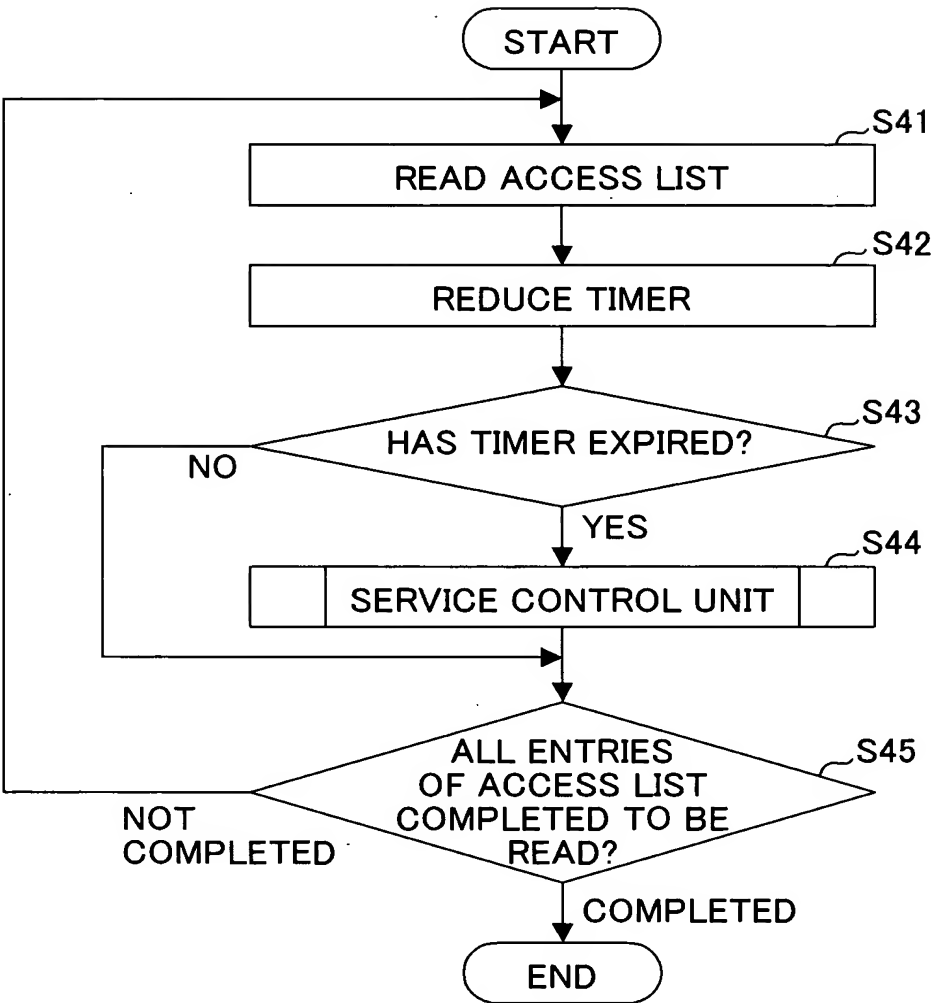 START
S41
READ ACCESS LIST
S42
REDUCE TIMER
S43
HAS TIMER EXPIRED?
NO
YES
S44
SERVICE CONTROL UNIT
S45
ALL ENTRIES
OF ACCESS LIST
COMPLETED TO BE
READ?
NOT
COMPLETED
COMPLETED
END